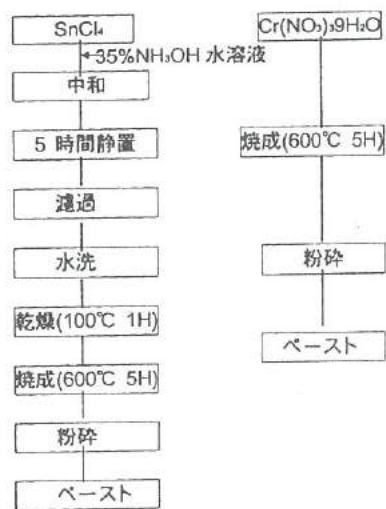 SnCl₄
35%NH₃OH 水溶液
中和
5 時間静置
濾過
水洗
乾燥(100℃ 1H)
焼成(600℃ 5H)
粉砕
ペースト
Cr(NO₃)₃9H₂O
焼成(600℃ 5H)
粉砕
ペースト